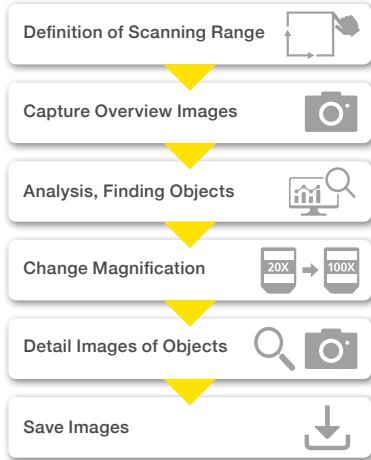 Definition of Scanning Range
Capture Overview Images
Analysis, Finding Objects
Change Magnification
20X
100X
Detail Images of Objects
Save Images